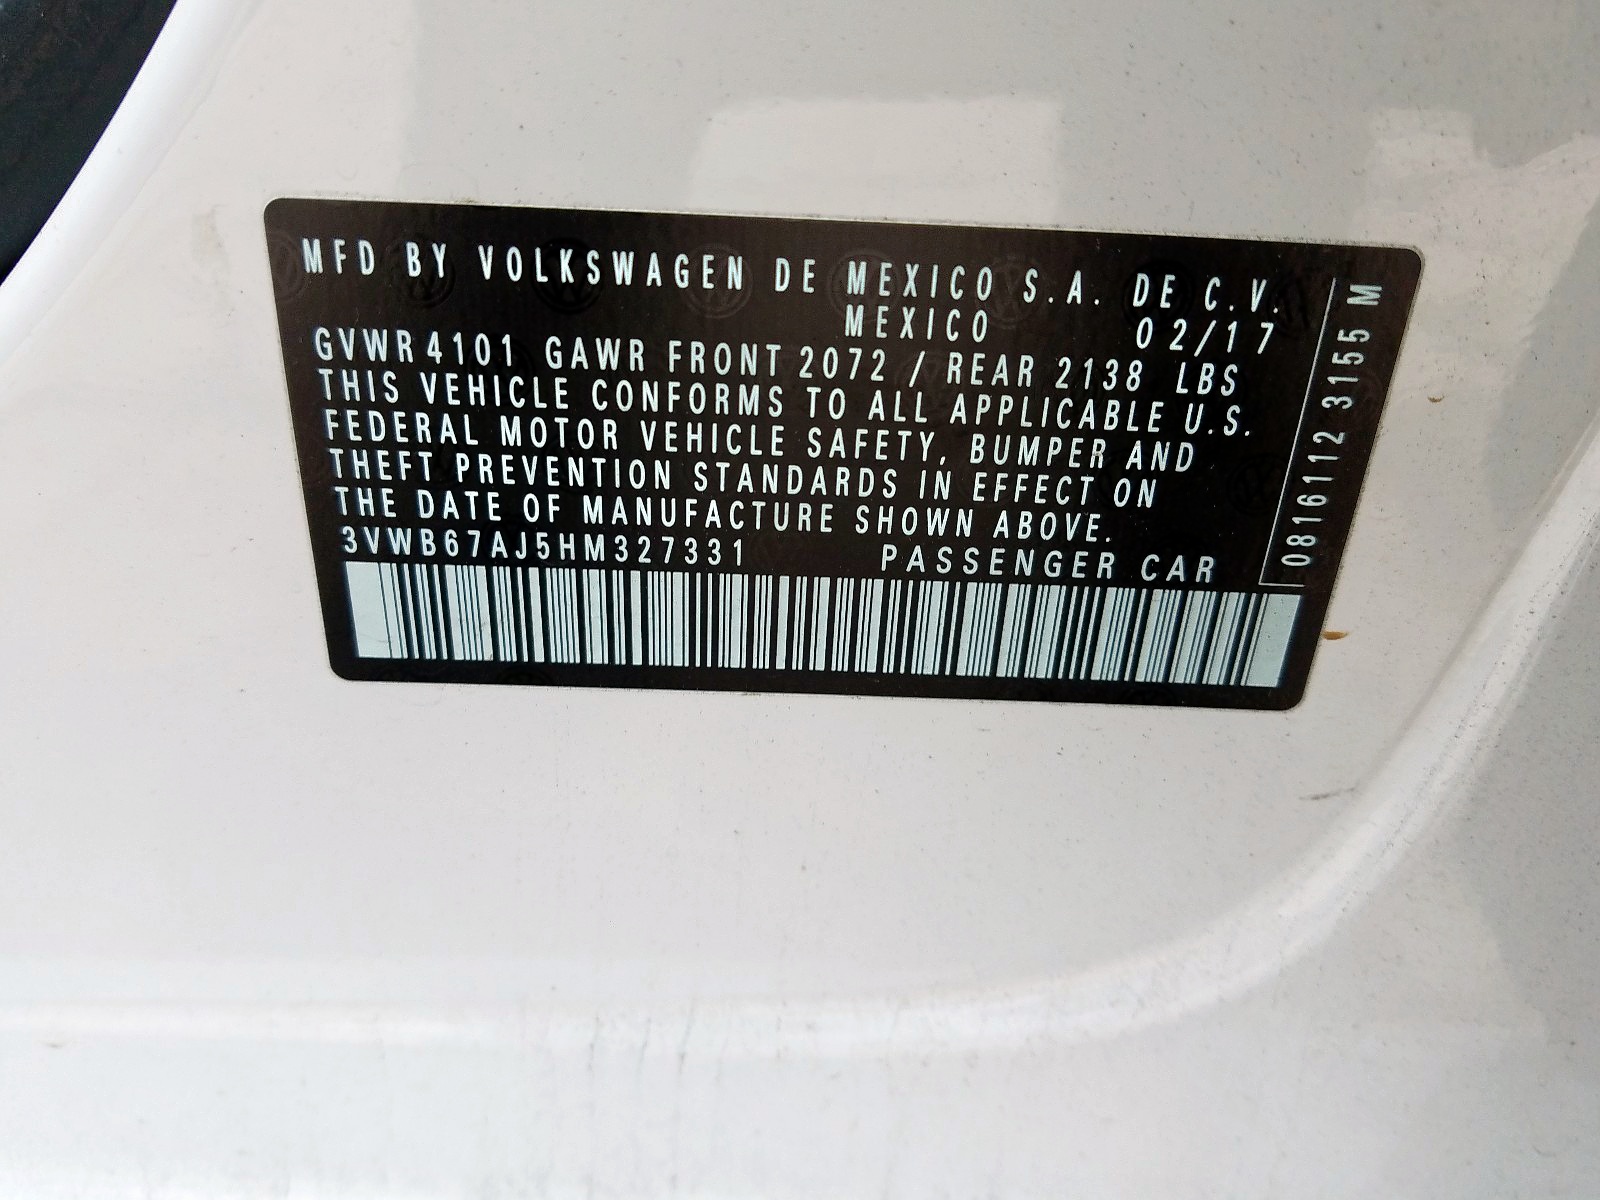 MFD BY VOLKSWAGEN DE MEXICO S.A. DE C.V.
MEXICO 02/17
GVWR 4101 GAWR FRONT 2072 / REAR 2138 LBS
THIS VEHICLE CONFORMS TO ALL APPLICABLE U.S.
FEDERAL MOTOR VEHICLE SAFETY, BUMPER AND
THEFT PREVENTION STANDARDS IN EFFECT ON
THE DATE OF MANUFACTURE SHOWN ABOVE.
3VWB67AJ5HM327331 PASSENGER CAR
0816112 3155 M